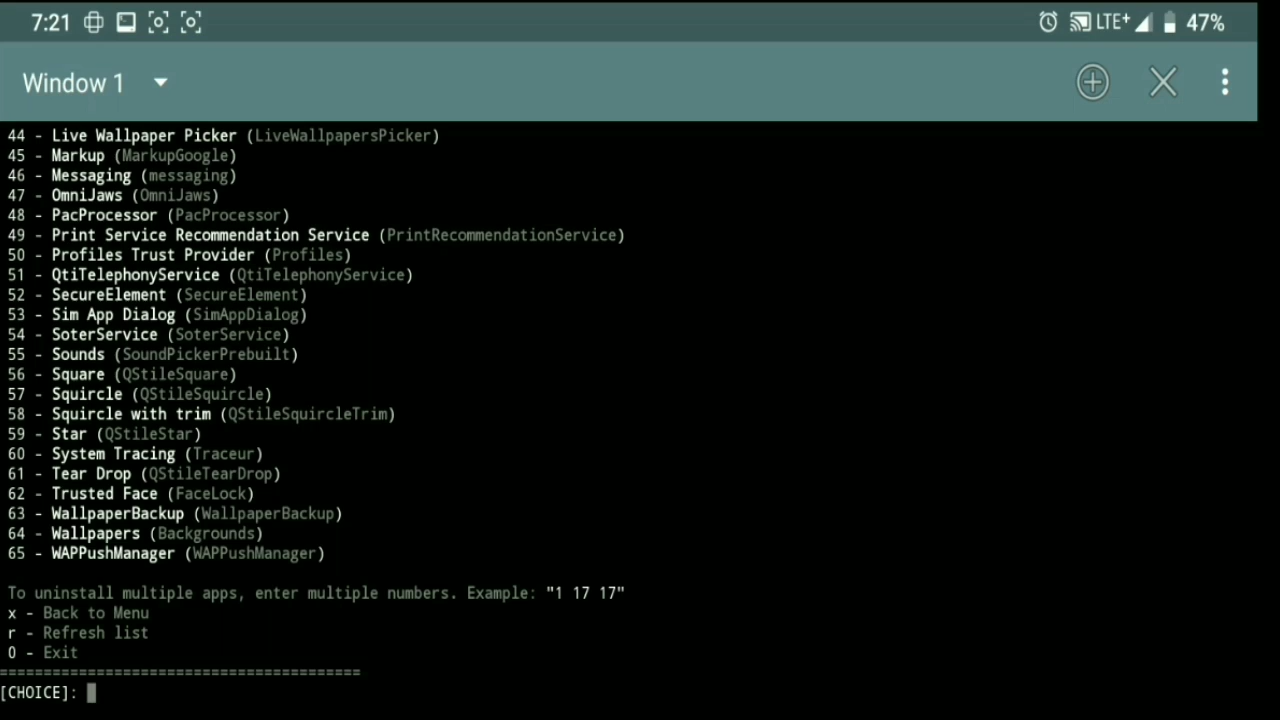 7:21 LTE+ 47%
Window 1
44 - Live Wallpaper Picker (LiveWallpapersPicker)
45 - Markup (MarkupGoogle)
46 - Messaging (messaging)
47 - OmniJaws (OmniJaws)
48 - PacProcessor (PacProcessor)
49 - Print Service Recommendation Service (PrintRecommendationService)
50 - Profiles Trust Provider (Profiles)
51 - QtiTelephonyService (QtiTelephonyService)
52 - SecureElement (SecureElement)
53 - Sim App Dialog (SimAppDialog)
54 - SoterService (SoterService)
55 - Sounds (SoundPickerPrebuilt)
56 - Square (QStileSquare)
57 - Squircle (QStileSquircle)
58 - Squircle with trim (QStileSquircleTrim)
59 - Star (QStileStar)
60 - System Tracing (Traceur)
61 - Tear Drop (QStileTearDrop)
62 - Trusted Face (FaceLock)
63 - WallpaperBackup (WallpaperBackup)
64 - Wallpapers (Backgrounds)
65 - WAPPushManager (WAPPushManager)
To uninstall multiple apps, enter multiple numbers. Example: "1 17 17"
x - Back to Menu
r - Refresh list
0 - Exit
=========================================
[CHOICE]: